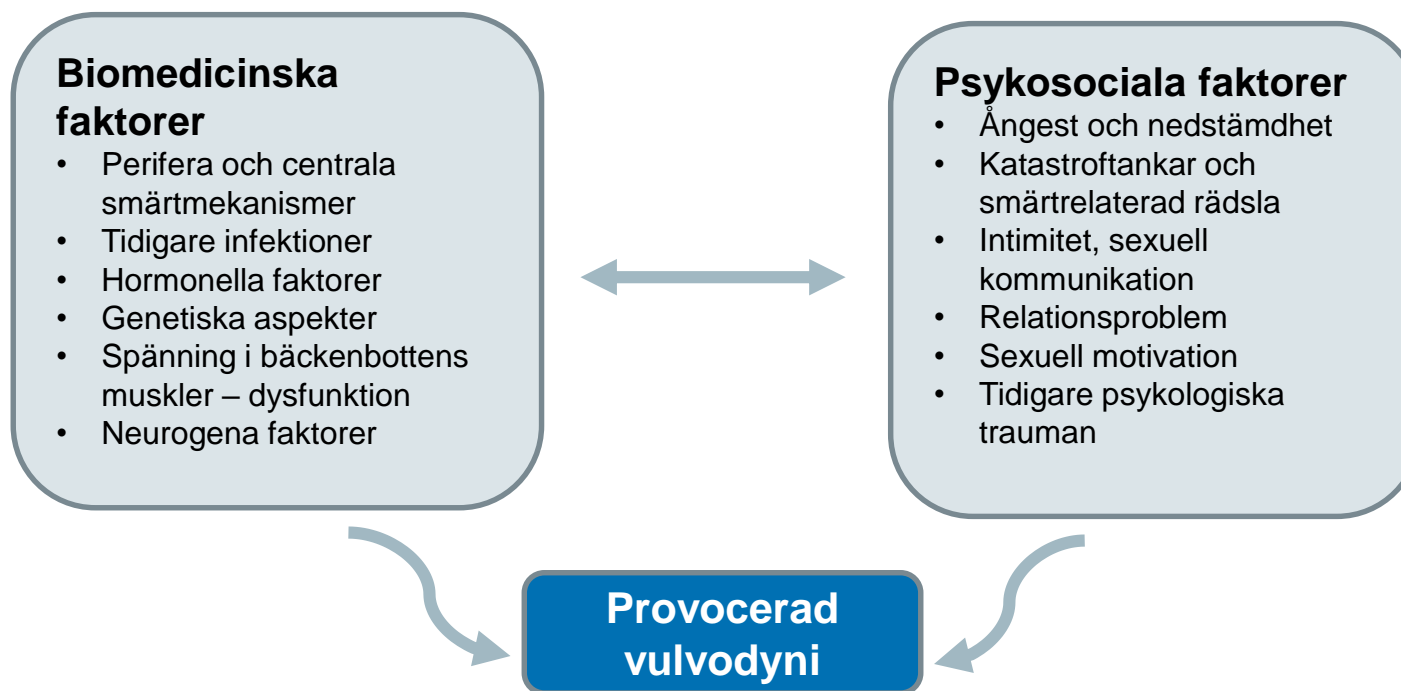 Biomedicinska
faktorer
• Perifera och centrala
smärtmekanismer
• Tidigare infektioner
• Hormonella faktorer
• Genetiska aspekter
• Spänning i bäckenbottens
muskler – dysfunktion
• Neurogena faktorer
Psykosociala faktorer
• Ångest och nedstämdhet
• Katastroftankar och
smärtrelaterad rädsla
• Intimitet, sexuell
kommunikation
• Relationsproblem
• Sexuell motivation
• Tidigare psykologiska
trauman
Provocerad
vulvodyni